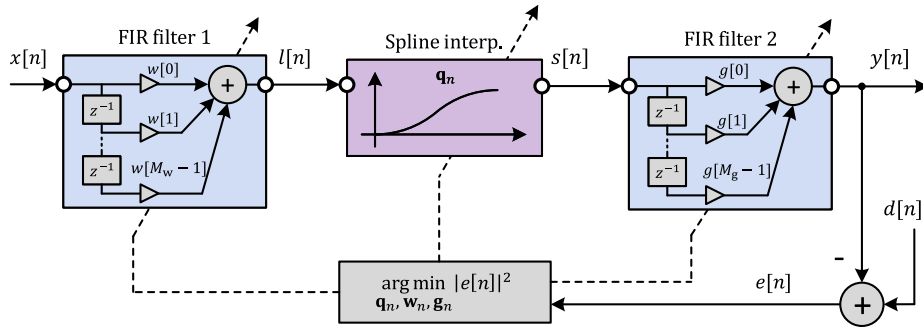 FIR filter 1
Spline interp.
FIR filter 2
x[n]
l[n]
s[n]
y[n]
w[0]
w[1]
w[M_w − 1]
z⁻¹
z⁻¹
+
q_n
g[0]
g[1]
g[M_g − 1]
z⁻¹
z⁻¹
+
d[n]
-
e[n]
+
arg min |e[n]|²
q_n, w_n, g_n